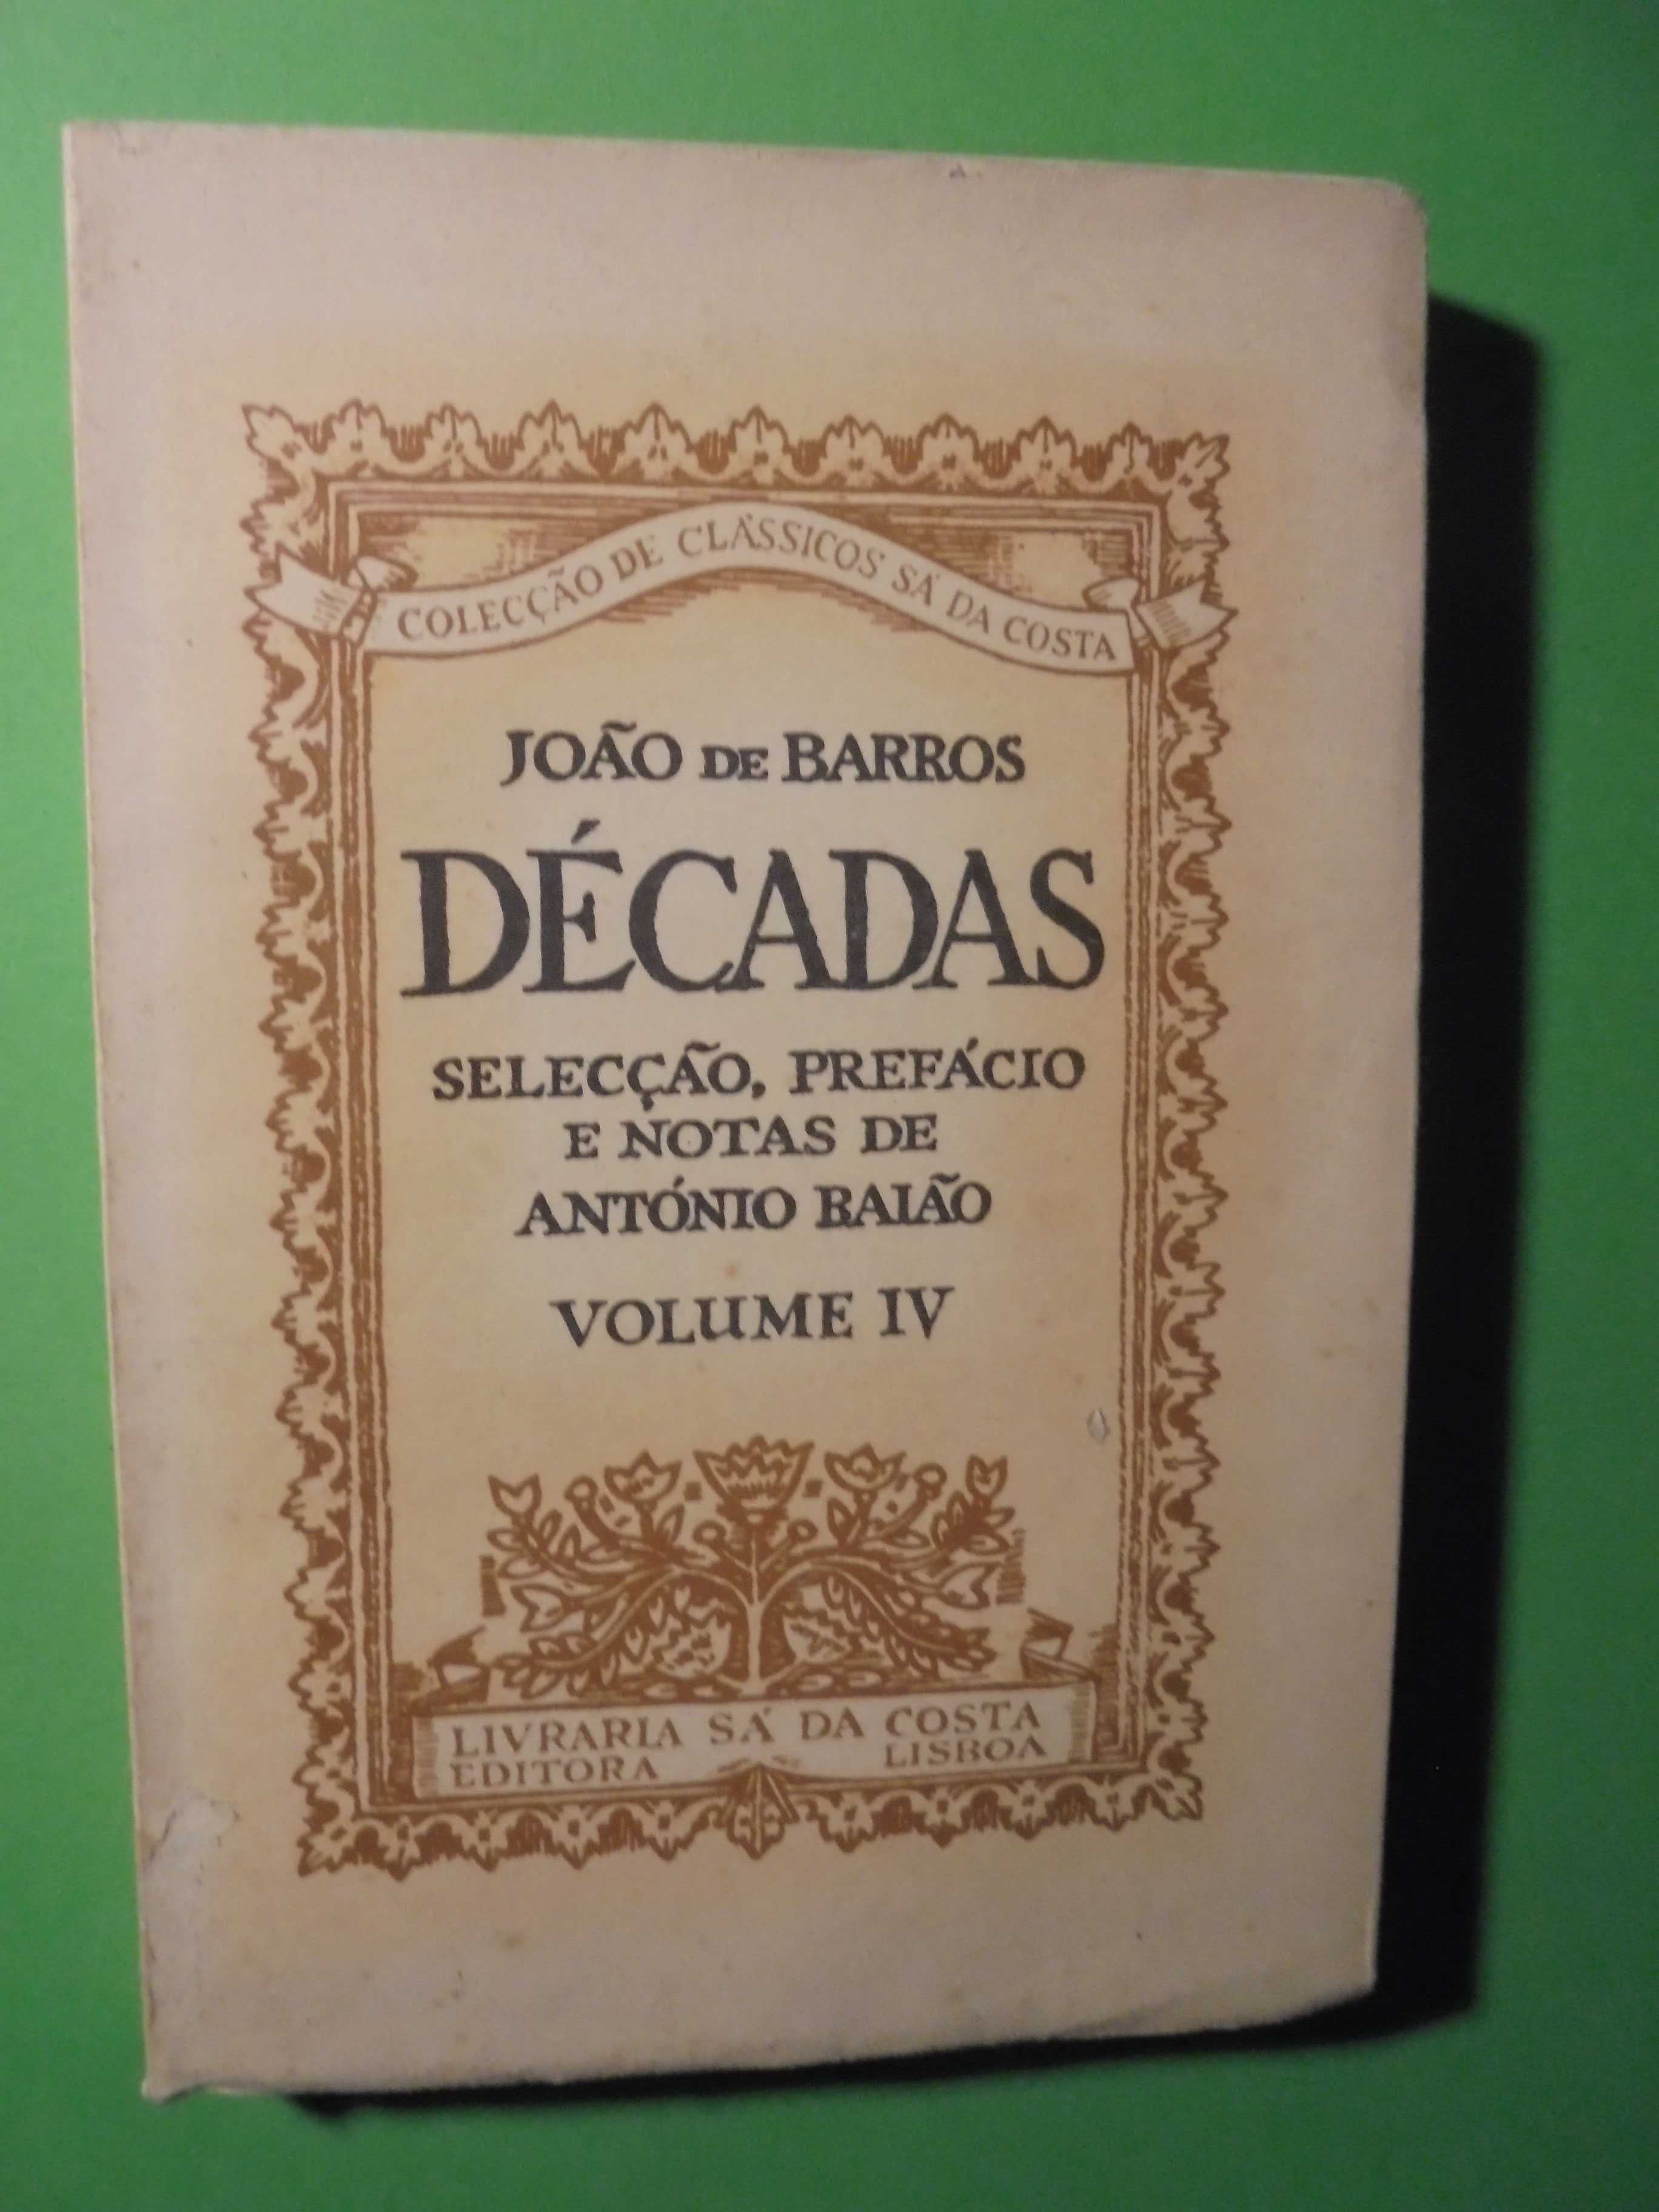 COLECÇÃO DE CLÁSSICOS SÁ DA COSTA
JOÃO DE BARROS
DÉCADAS
SELECÇÃO, PREFÁCIO
E NOTAS DE
ANTÓNIO BAIÃO
VOLUME IV
LIVRARIA SÁ DA COSTA
EDITORA LISBOA